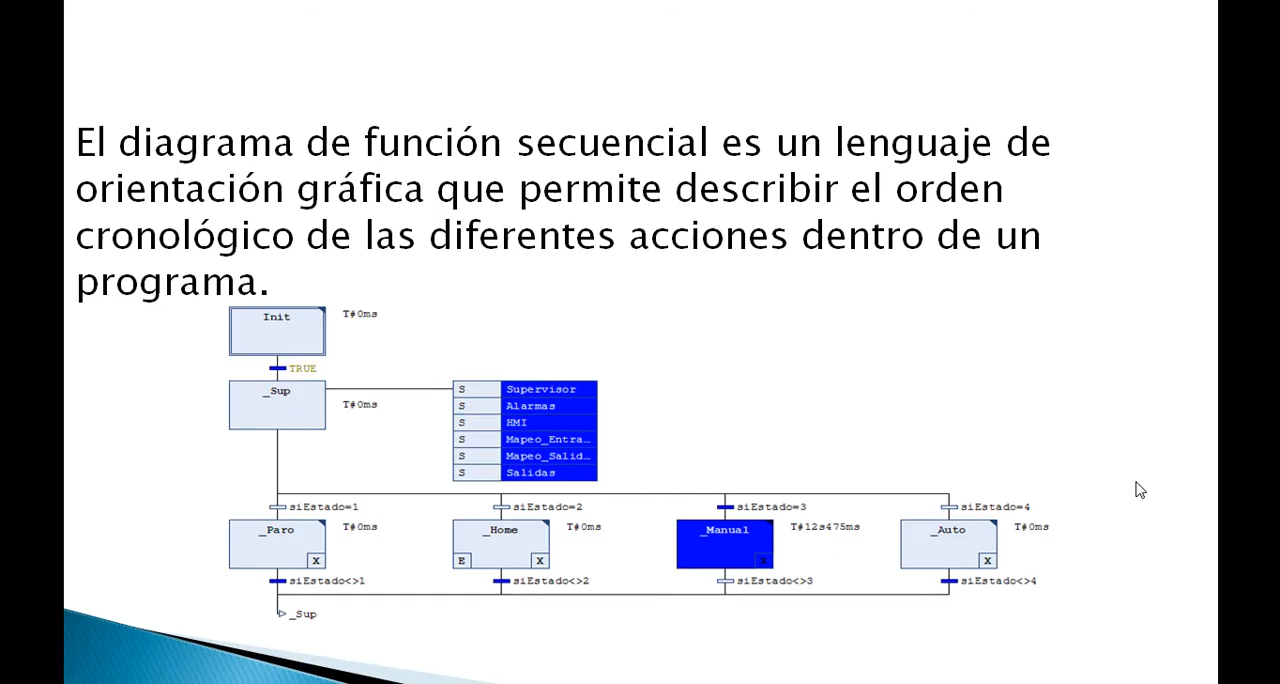 El diagrama de función secuencial es un lenguaje de
orientación gráfica que permite describir el orden
cronológico de las diferentes acciones dentro de un
programa.
Init T#0ms
TRUE
_Sup T#0ms
S Supervisor
S Alarmas
S HMI
S Mapeo_Entra…
S Mapeo_Salid…
S Salidas
siEstado=1 siEstado=2 siEstado=3 siEstado=4
_Paro T#0ms _Home T#0ms _Manual T#12s475ms _Auto T#0ms
X E X X X
siEstado<>1 siEstado<>2 siEstado<>3 siEstado<>4
_Sup